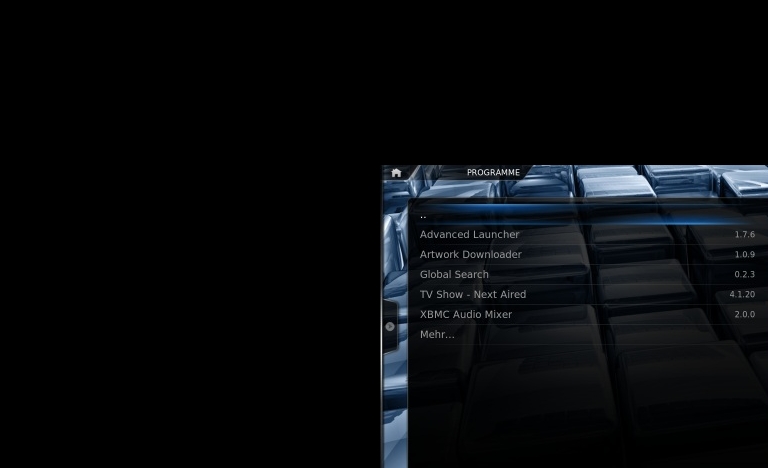 PROGRAMME
..
Advanced Launcher 1.7.6
Artwork Downloader 1.0.9
Global Search 0.2.3
TV Show - Next Aired 4.1.20
XBMC Audio Mixer 2.0.0
Mehr...